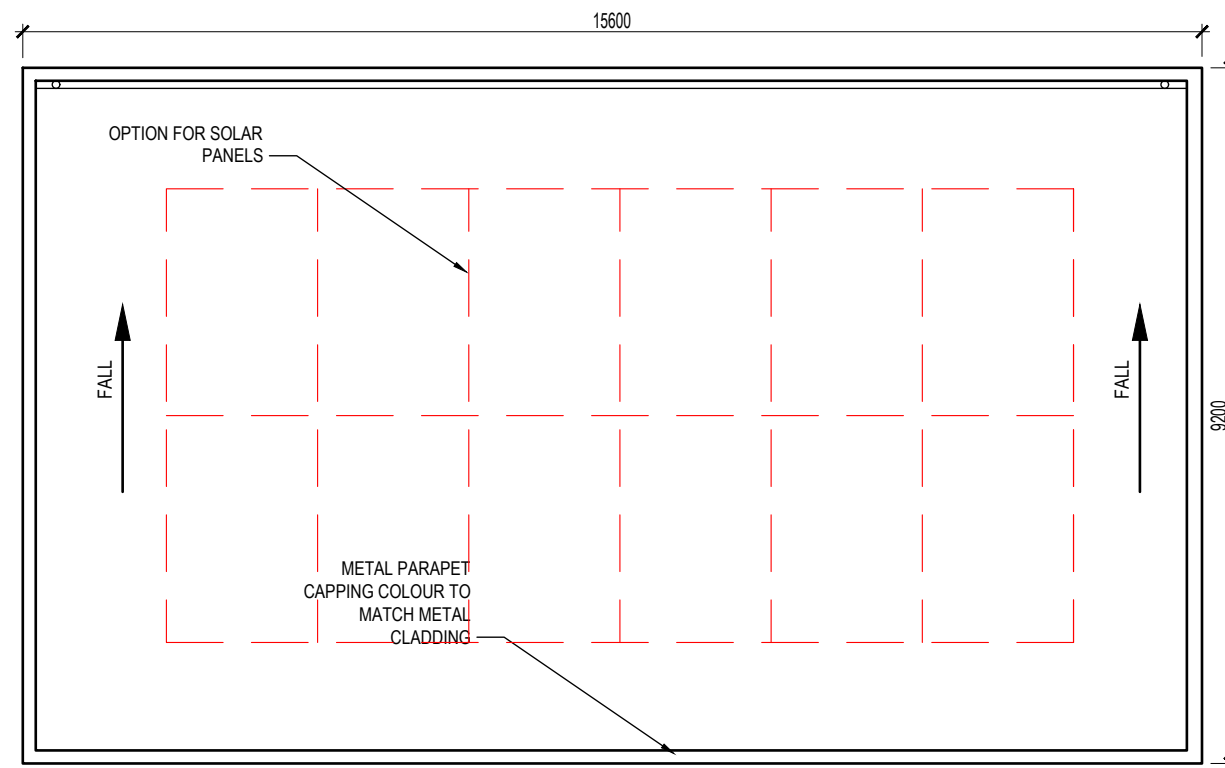 15600
OPTION FOR SOLAR
PANELS
FALL
FALL
9200
METAL PARAPET
CAPPING COLOUR TO
MATCH METAL
CLADDING